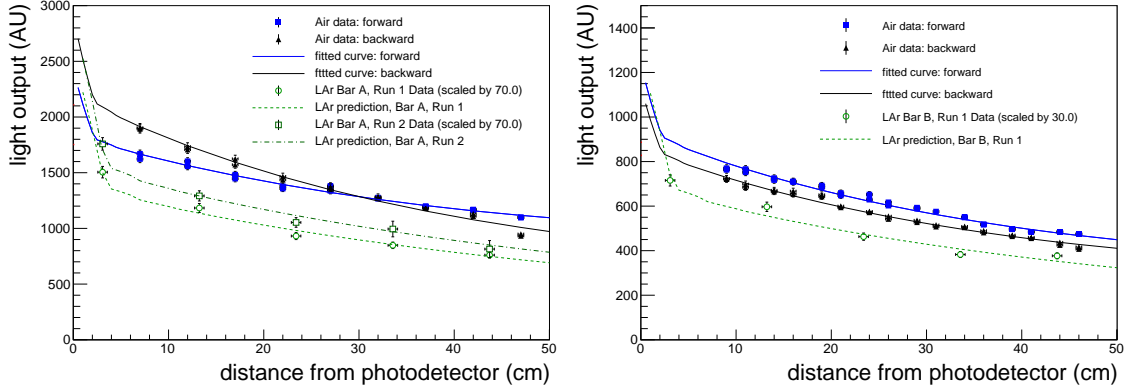 light output (AU)
3000
2500
2000
1500
1000
500
0
Air data: forward
Air data: backward
fitted curve: forward
fttted curve: backward
LAr Bar A, Run 1 Data (scaled by 70.0)
LAr prediction, Bar A, Run 1
LAr Bar A, Run 2 Data (scaled by 70.0)
LAr prediction, Bar A, Run 2
0 10 20 30 40 50
distance from photodetector (cm)
light output (AU)
1400
1200
1000
800
600
400
200
0
Air data: forward
Air data: backward
fitted curve: forward
fttted curve: backward
LAr Bar B, Run 1 Data (scaled by 30.0)
LAr prediction, Bar B, Run 1
0 10 20 30 40 50
distance from photodetector (cm)